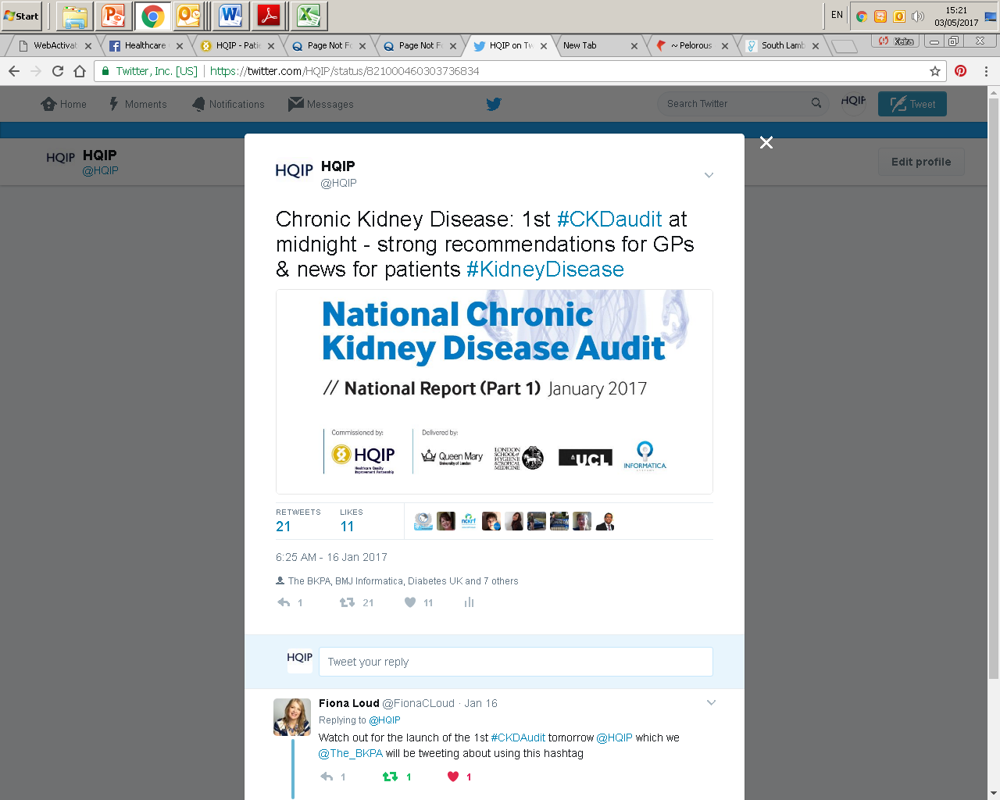 Start
EN
15:21
03/05/2017
WebActivat
Healthcare
HQIP - Patie
Page Not Fo
Page Not Fo
HQIP on Tw
New Tab
~ Pelorous
South Lamb
Keira
Twitter, Inc. [US]
https://twitter.com/HQIP/status/821000460303736834
Home
Moments
Notifications
Messages
Search Twitter
HQIP
Tweet
HQIP
HQIP
@HQIP
Edit profile
HQIP
HQIP
@HQIP
Chronic Kidney Disease: 1st #CKDaudit at
midnight - strong recommendations for GPs
& news for patients #KidneyDisease
National Chronic
Kidney Disease Audit
// National Report (Part 1) January 2017
Commissioned by:
HQIP
Healthcare Quality
Improvement Partnership
Delivered by:
Queen Mary
University of London
LONDON
SCHOOL of
HYGIENE
&TROPICAL
MEDICINE
UCL
INFORMATICA
SYSTEMS
RETWEETS
21
LIKES
11
nckrf
6:25 AM - 16 Jan 2017
The BKPA, BMJ Informatica, Diabetes UK and 7 others
1
21
11
HQIP
Tweet your reply
Fiona Loud @FionaCLoud · Jan 16
Replying to @HQIP
Watch out for the launch of the 1st #CKDAudit tomorrow @HQIP which we
@The_BKPA will be tweeting about using this hashtag
1
1
1